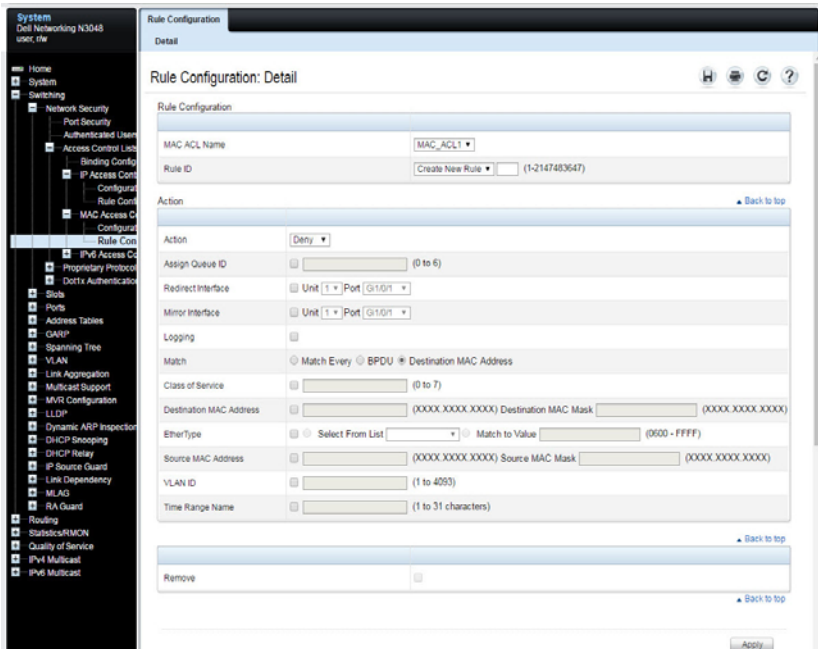 System
Dell Networking N3048
user, r/w
Home
System
Switching
Network Security
Port Security
Authenticated Users
Access Control Lists
Binding Config
IP Access Cont
Configurat
Rule Conf
MAC Access C
Configurat
Rule Con
IPv6 Access Co
Proprietary Protocol
Dot1x Authentication
Slots
Ports
Address Tables
GARP
Spanning Tree
VLAN
Link Aggregation
Multicast Support
MVR Configuration
LLDP
Dynamic ARP Inspection
DHCP Snooping
DHCP Relay
IP Source Guard
Link Dependency
MLAG
RA Guard
Routing
Statistics/RMON
Quality of Service
IPv4 Multicast
IPv6 Multicast
Rule Configuration
Detail
Rule Configuration: Detail
Rule Configuration
MAC ACL Name MAC_ACL1
Rule ID Create New Rule (1-2147483647)
Action Back to top
Action Deny
Assign Queue ID (0 to 6)
Redirect Interface Unit 1 Port Gi1/0/1
Mirror Interface Unit 1 Port Gi1/0/1
Logging
Match Match Every BPDU Destination MAC Address
Class of Service (0 to 7)
Destination MAC Address (XXXX.XXXX.XXXX) Destination MAC Mask (XXXX.XXXX.XXXX)
EtherType Select From List Match to Value (0600 - FFFF)
Source MAC Address (XXXX.XXXX.XXXX) Source MAC Mask (XXXX.XXXX.XXXX)
VLAN ID (1 to 4093)
Time Range Name (1 to 31 characters)
Back to top
Remove
Back to top
Apply